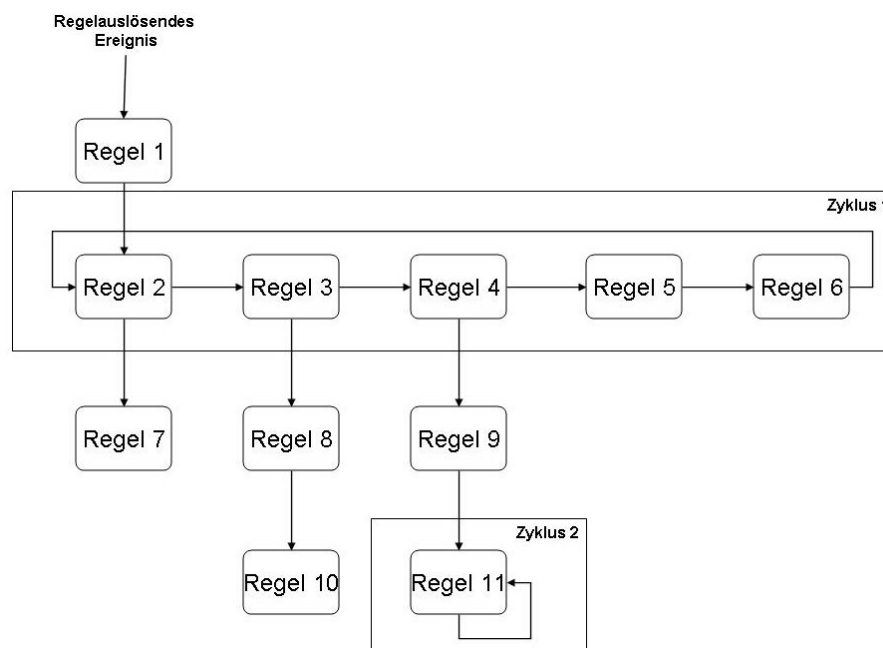 Regelauslösendes
Ereignis
Regel 1
Zyklus 1
Regel 2
Regel 3
Regel 4
Regel 5
Regel 6
Regel 7
Regel 8
Regel 9
Zyklus 2
Regel 10
Regel 11